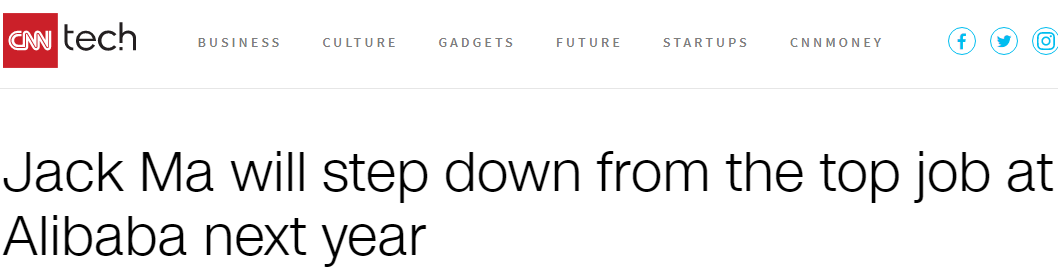 CNN tech BUSINESS CULTURE GADGETS FUTURE STARTUPS CNNMONEY
Jack Ma will step down from the top job at
Alibaba next year